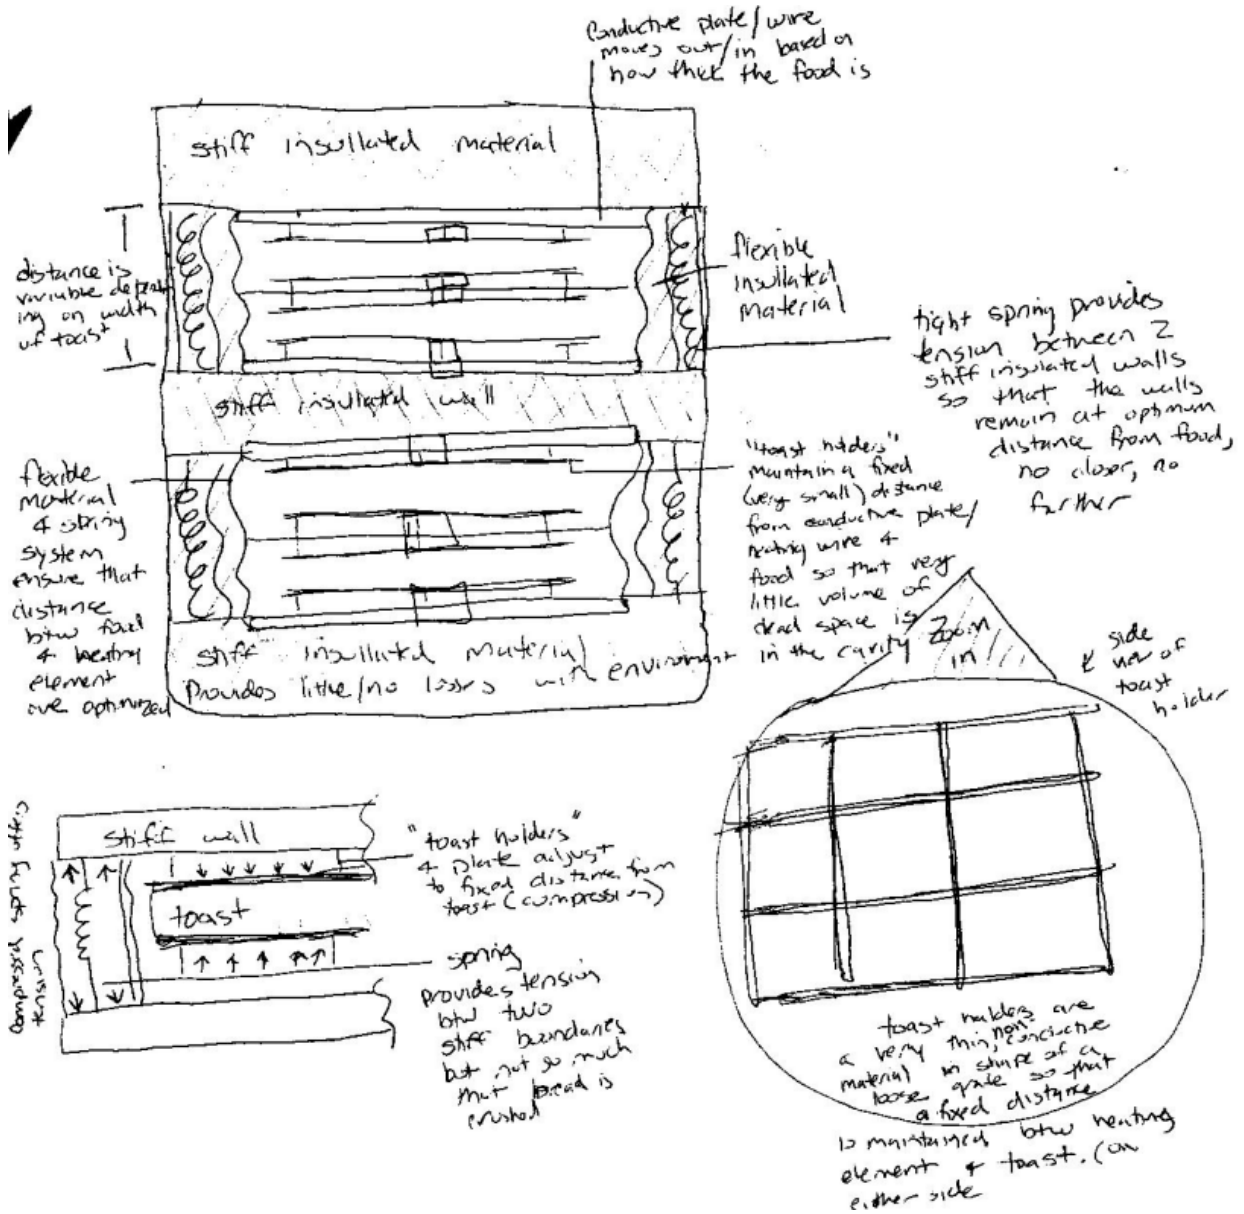 Conductive plate/wire
moves out/in based on
how thick the food is
stiff insullated material
distance is
variable depend
ing on width
of toast
flexible
insullated
material
tight spring provides
tension between 2
stiff insulated walls
so that the walls
remain at optimum
distance from food,
no closer, no
further
stiff insullated wall
flexible
material
& spring
system
ensure that
distance
btw food
& heating
element
are optimized
"toast holders"
maintain a fixed
(very small) distance
from conductive plate/
heating wire &
food so that very
little volume of
dead space is
in the cavity
stiff insullated material
Provides little/no losses with enviroment
Zoom
in
side
view of
toast
holder
stiff wall
toast
"toast holders"
& plate adjust
to fixed distance from
toast (compression)
spring
provides tension
btw two
stiff boundaries
but not so much
that bread is
crushed
compressed spring
toast holders are
a very thin, non conductive
material in shape of a
loose grate so that
a fixed distance
is maintained btw heating
element & toast. (on
either side